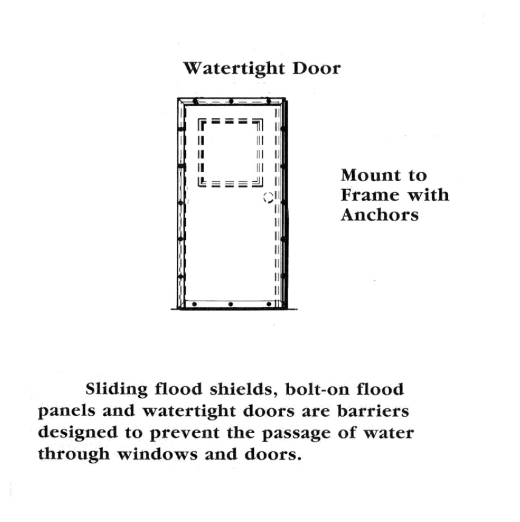 Watertight Door
Mount to
Frame with
Anchors
Sliding flood shields, bolt-on flood
panels and watertight doors are barriers
designed to prevent the passage of water
through windows and doors.